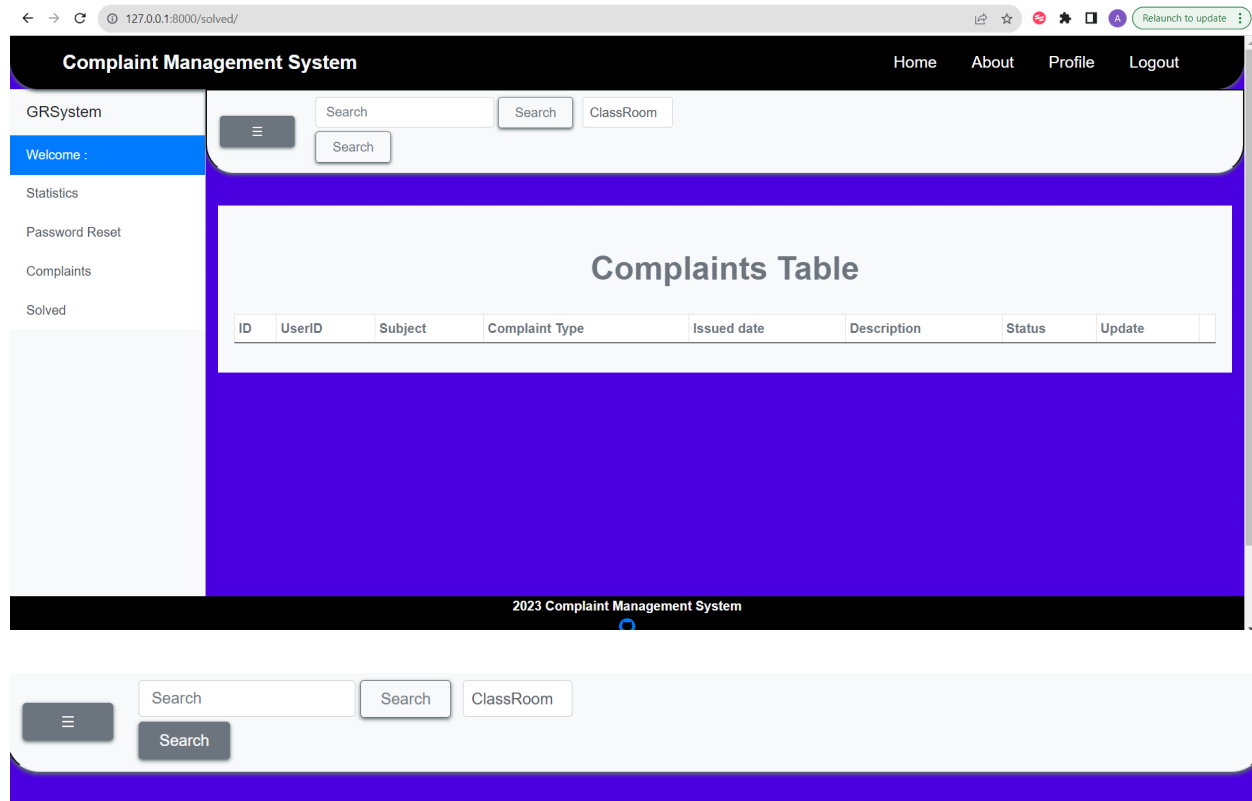 127.0.0.1:8000/solved/
A
Relaunch to update
Complaint Management System
Home About Profile Logout
GRSystem
Search Search ClassRoom
☰
Search
Welcome :
Statistics
Password Reset
Complaints
Solved
Complaints Table
ID UserID Subject Complaint Type Issued date Description Status Update
2023 Complaint Management System
Search Search ClassRoom
☰
Search